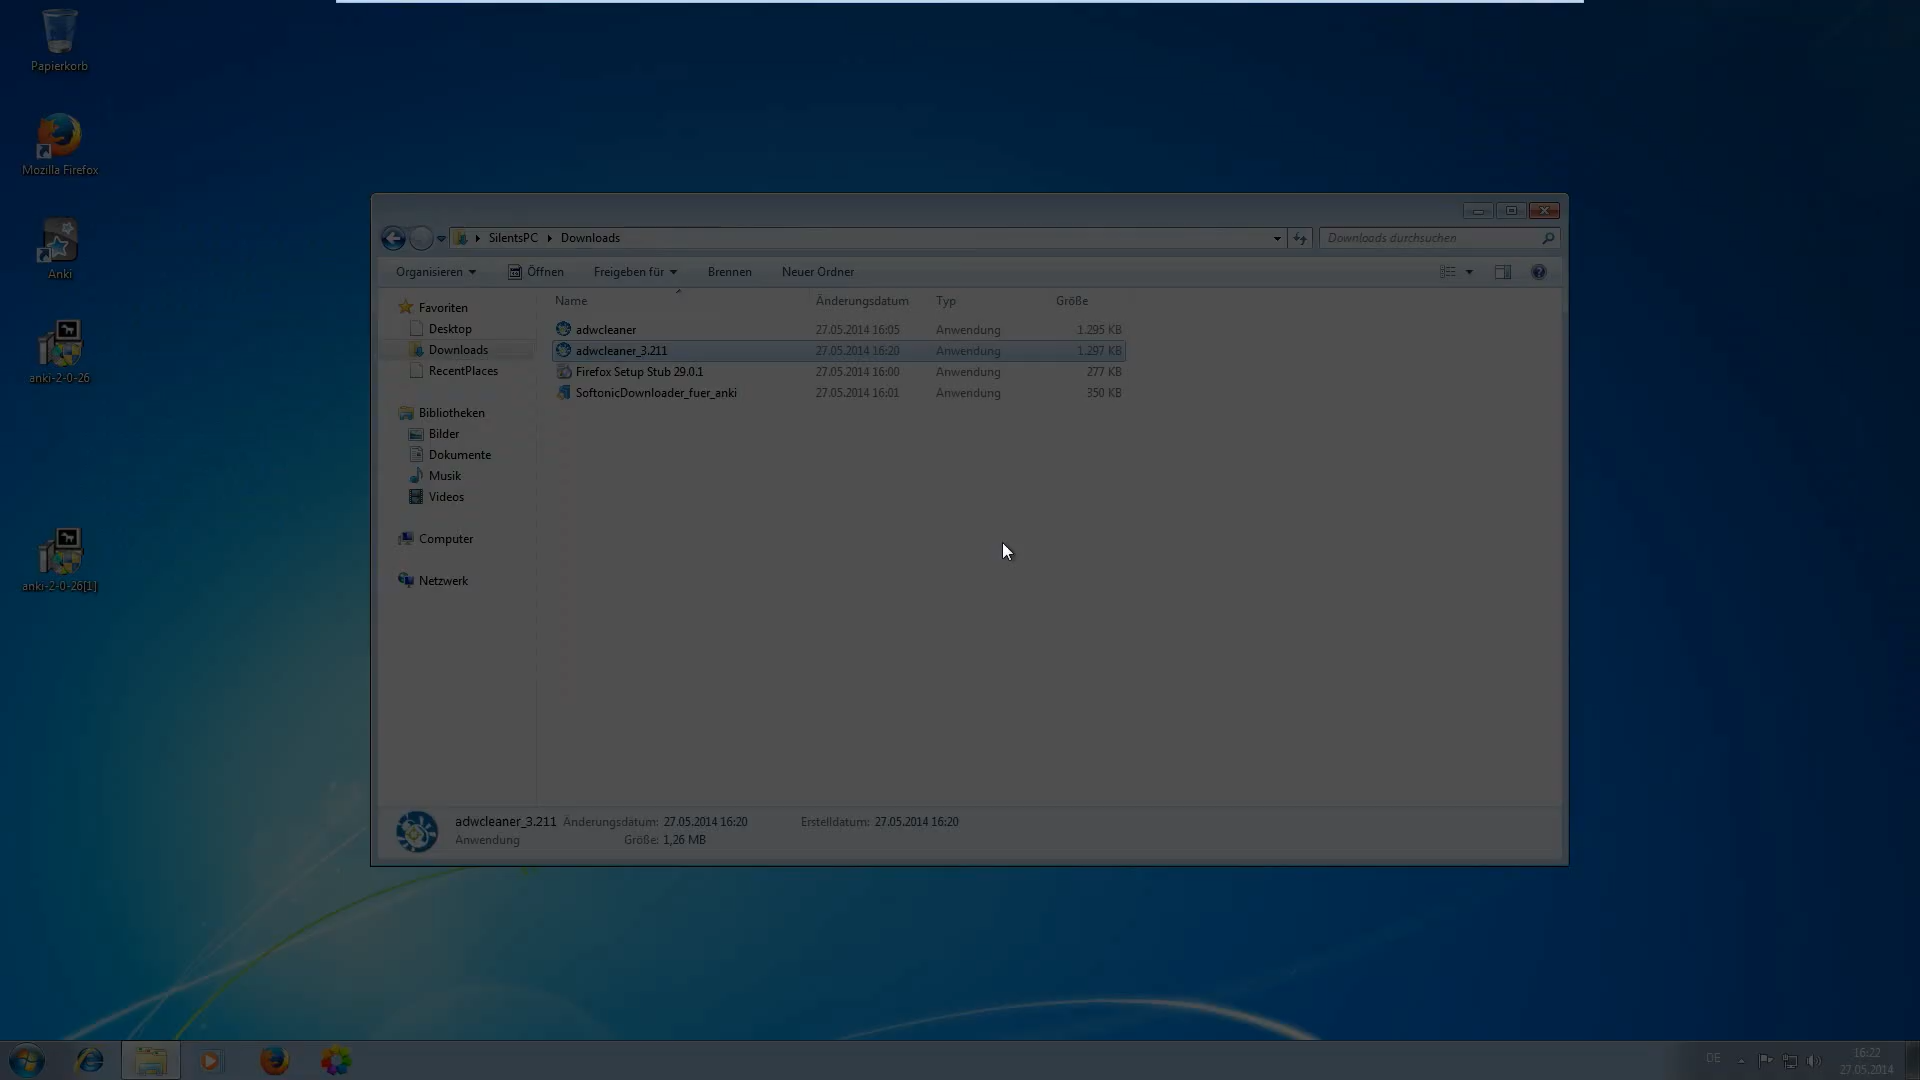 Papierkorb
Mozilla Firefox
Anki
anki-2-0-26
anki-2-0-26[1]
SilentsPC Downloads
Downloads durchsuchen
Organisieren Öffnen Freigeben für Brennen Neuer Ordner
Name Änderungsdatum Typ Größe
adwcleaner 27.05.2014 16:05 Anwendung 1.295 KB
adwcleaner_3.211 27.05.2014 16:20 Anwendung 1.297 KB
Firefox Setup Stub 29.0.1 27.05.2014 16:00 Anwendung 277 KB
SoftonicDownloader_fuer_anki 27.05.2014 16:01 Anwendung 350 KB
Favoriten
Desktop
Downloads
RecentPlaces
Bibliotheken
Bilder
Dokumente
Musik
Videos
Computer
Netzwerk
adwcleaner_3.211 Änderungsdatum: 27.05.2014 16:20 Erstelldatum: 27.05.2014 16:20
Anwendung Größe: 1,26 MB
DE
16:22
27.05.2014